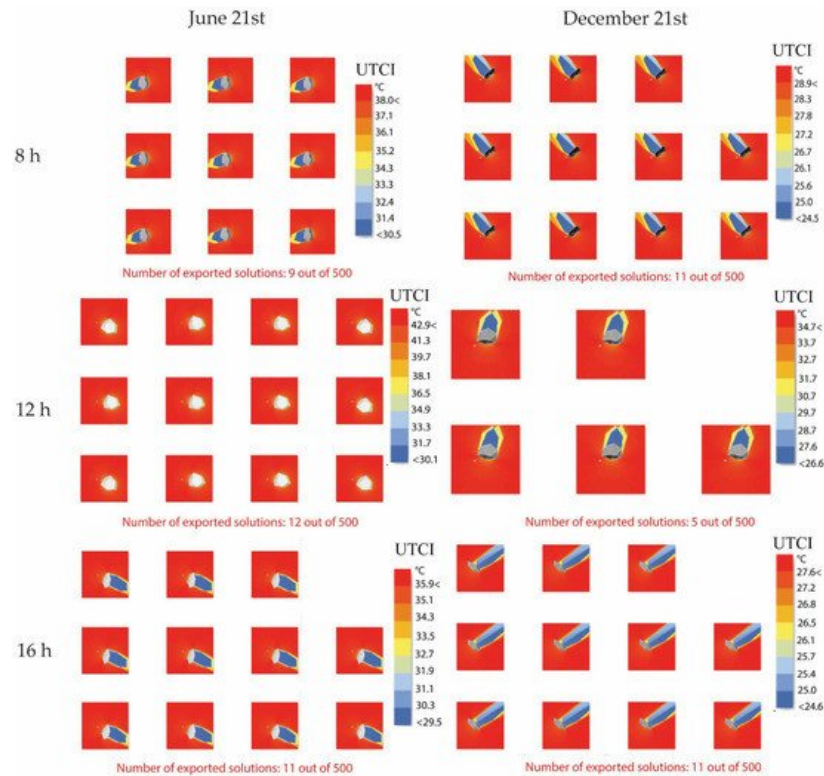 June 21st
December 21st
8 h
UTCI
°C
38.0<
37.1
36.1
35.2
34.3
33.3
32.4
31.4
<30.5
Number of exported solutions: 9 out of 500
UTCI
°C
28.9<
28.3
27.8
27.2
26.7
26.1
25.6
25.0
<24.5
Number of exported solutions: 11 out of 500
12 h
UTCI
°C
42.9<
41.3
39.7
38.1
36.5
34.9
33.3
31.7
<30.1
Number of exported solutions: 12 out of 500
UTCI
°C
34.7<
33.7
32.7
31.7
30.7
29.7
28.7
27.6
<26.6
Number of exported solutions: 5 out of 500
16 h
UTCI
°C
35.9<
35.1
34.3
33.5
32.7
31.9
31.1
30.3
<29.5
Number of exported solutions: 11 out of 500
UTCI
°C
27.6<
27.2
26.8
26.5
26.1
25.7
25.4
25.0
<24.6
Number of exported solutions: 11 out of 500